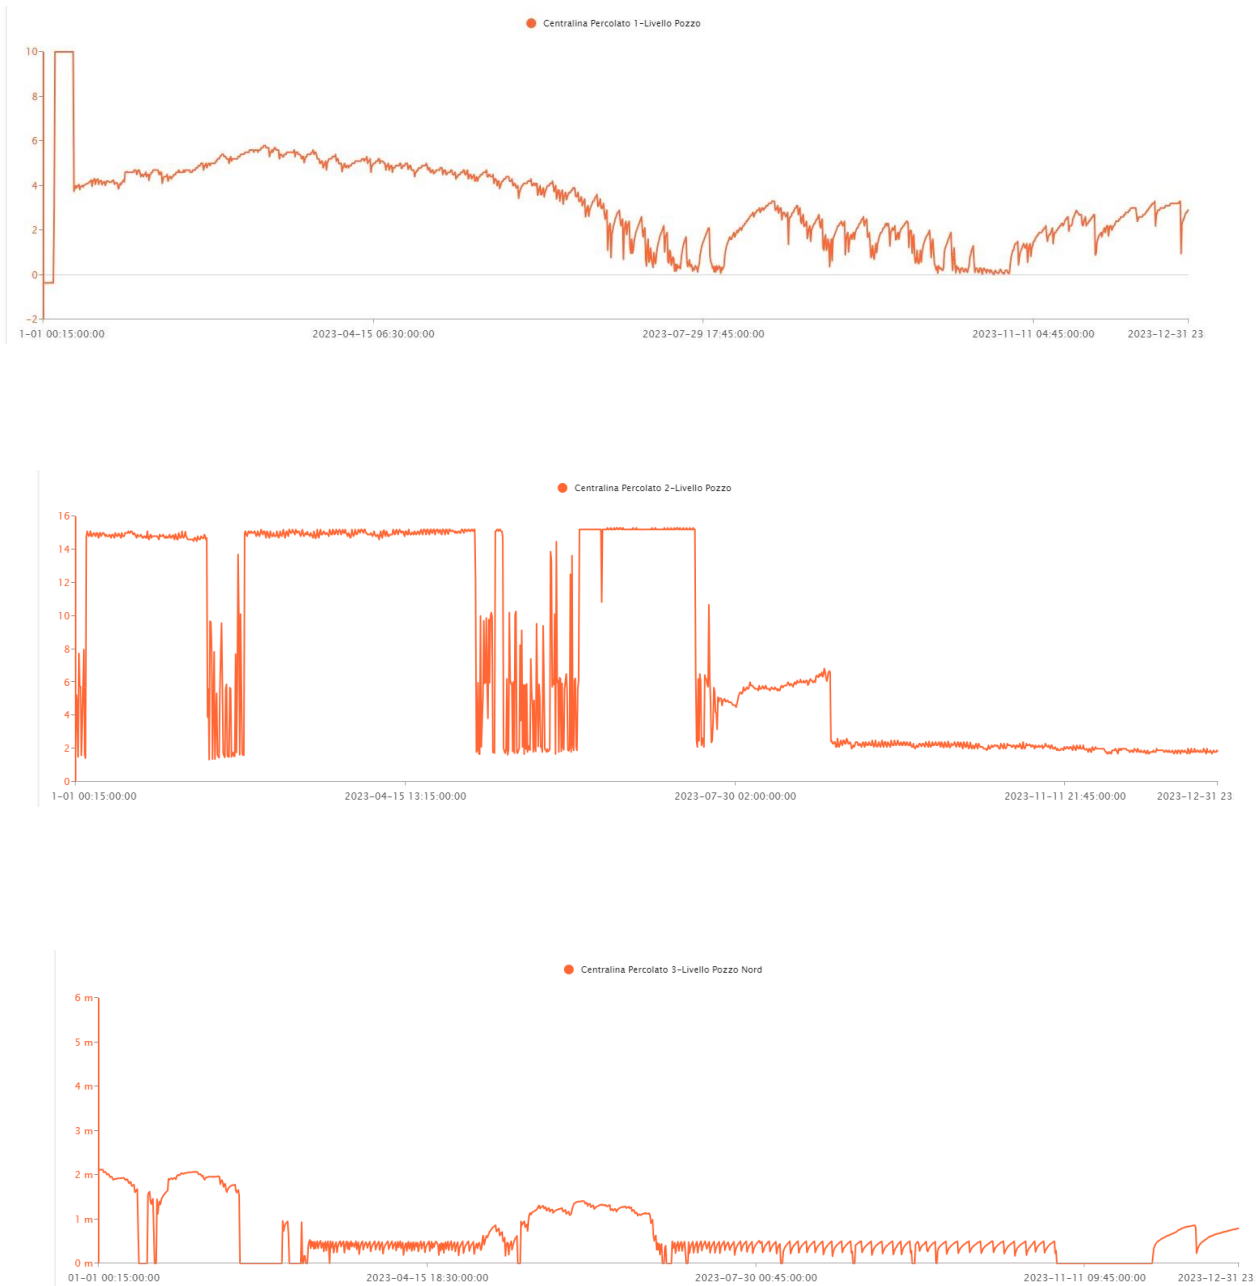 Centralina Percolato 1-Livello Pozzo
10
8
6
4
2
0
-2
1-01 00:15:00:00 2023-04-15 06:30:00:00 2023-07-29 17:45:00:00 2023-11-11 04:45:00:00 2023-12-31 23
Centralina Percolato 2-Livello Pozzo
16
14
12
10
8
6
4
2
0
1-01 00:15:00:00 2023-04-15 13:15:00:00 2023-07-30 02:00:00:00 2023-11-11 21:45:00:00 2023-12-31 23
Centralina Percolato 3-Livello Pozzo Nord
6 m
5 m
4 m
3 m
2 m
1 m
0 m
01-01 00:15:00:00 2023-04-15 18:30:00:00 2023-07-30 00:45:00:00 2023-11-11 09:45:00:00 2023-12-31 23